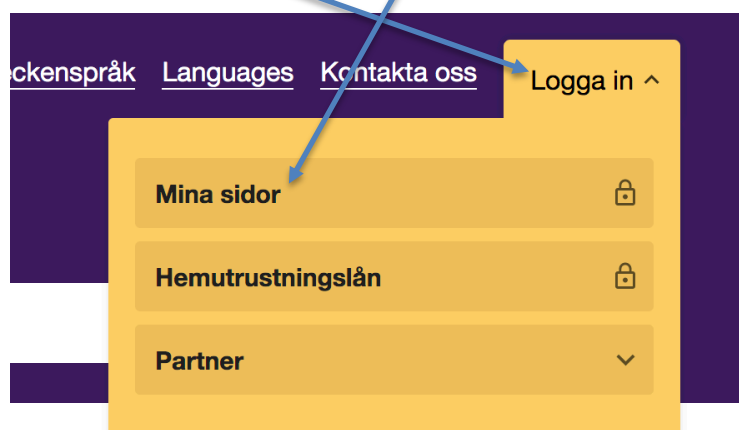 eckenspråk Languages Kontakta oss Logga in
Mina sidor
Hemutrustningslån
Partner